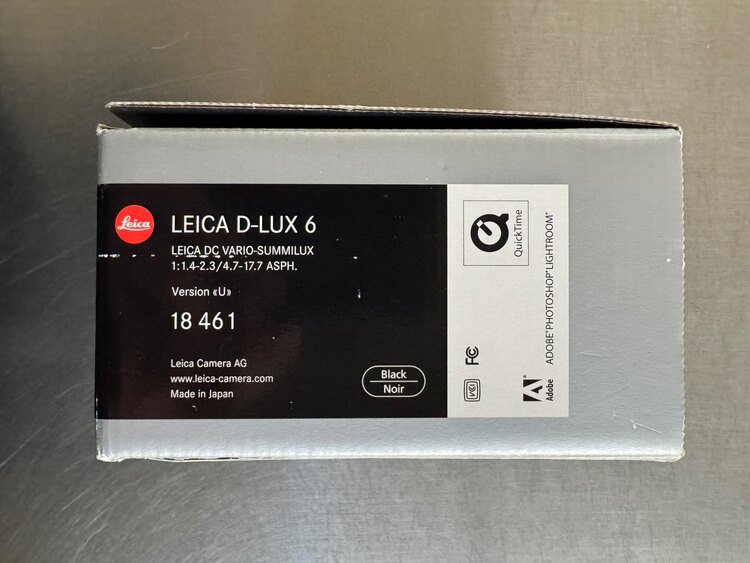 Leica
LEICA D-LUX 6
LEICA DC VARIO-SUMMILUX
1:1.4-2.3/4.7-17.7 ASPH.
Version «U»
18 461
Leica Camera AG
www.leica-camera.com
Made in Japan
Black
Noir
QuickTime
FC
VCI
Adobe
ADOBE® PHOTOSHOP® LIGHTROOM®